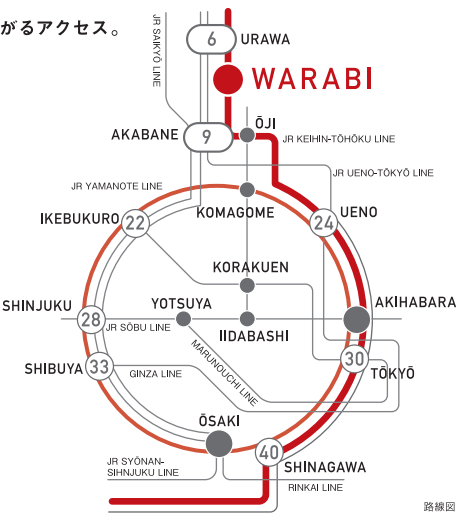 がるアクセス。
JR SAIKYŌ LINE
6
URAWA
WARABI
AKABANE
9
ŌJI
JR KEIHIN-TŌHŌKU LINE
JR UENO-TŌKYŌ LINE
JR YAMANOTE LINE
IKEBUKURO
22
KOMAGOME
24
UENO
KORAKUEN
SHINJUKU
28
JR SŌBU LINE
YOTSUYA
IIDABASHI
AKIHABARA
SHIBUYA
33
GINZA LINE
MARUNOUCHI LINE
30
TŌKYŌ
ŌSAKI
40
SHINAGAWA
JR SYŌNAN-
SIHNJUKU LINE
RINKAI LINE
路線図